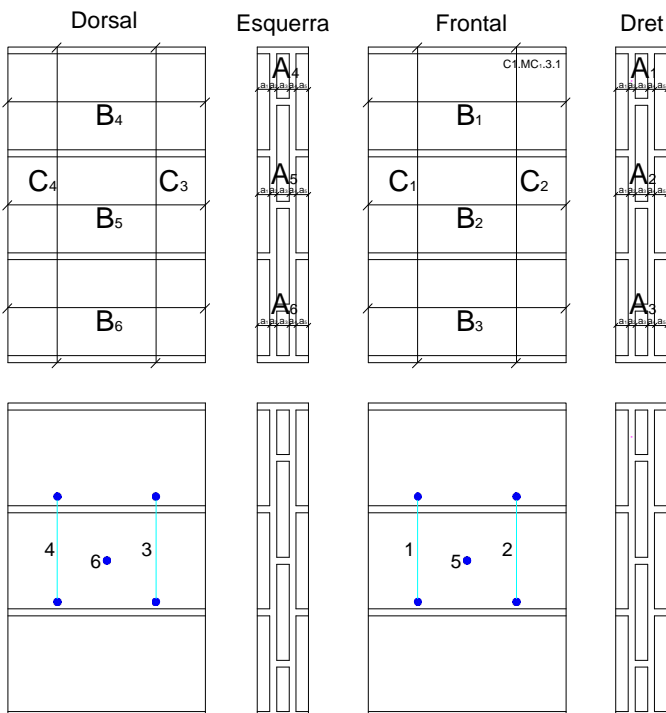 Dorsal Esquerra Frontal Dret
C1.MC1.3.1
A4 A1
B4 B1
C4 C3 A5 C1 C2 A2
B5 B2
A6 A3
B6 B3
4 3 1 2
6 5